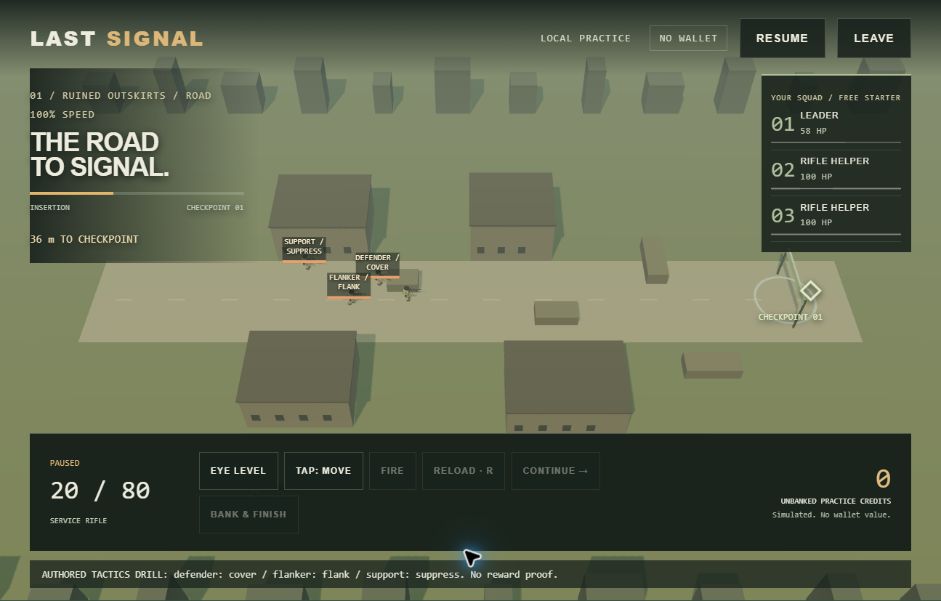 LAST SIGNAL
LOCAL PRACTICE
NO WALLET
RESUME
LEAVE
01 / RUINED OUTSKIRTS / ROAD
100% SPEED
THE ROAD
TO SIGNAL.
INSERTION
CHECKPOINT 01
36 m TO CHECKPOINT
YOUR SQUAD / FREE STARTER
01 LEADER
58 HP
02 RIFLE HELPER
100 HP
03 RIFLE HELPER
100 HP
SUPPORT /
SUPPRESS
DEFENDER /
COVER
FLANKER /
FLANK
CHECKPOINT 01
PAUSED
20 / 80
SERVICE RIFLE
EYE LEVEL
TAP: MOVE
FIRE
RELOAD · R
CONTINUE →
BANK & FINISH
0
UNBANKED PRACTICE CREDITS
Simulated. No wallet value.
AUTHORED TACTICS DRILL: defender: cover / flanker: flank / support: suppress. No reward proof.